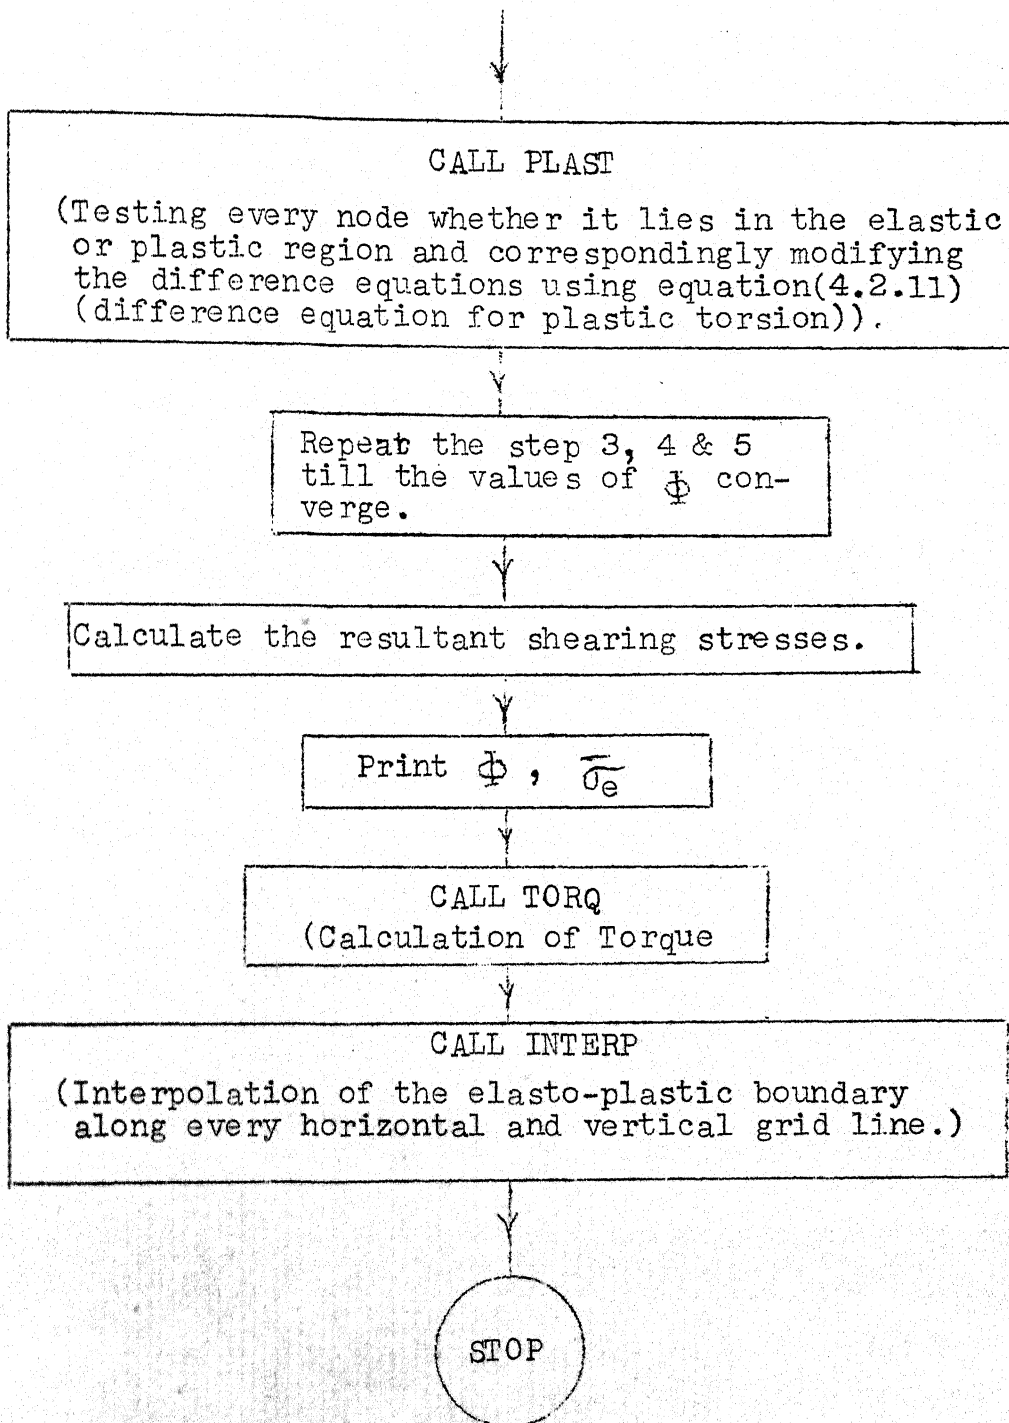 CALL PLAST
(Testing every node whether it lies in the elastic
or plastic region and correspondingly modifying
the difference equations using equation(4.2.11)
(difference equation for plastic torsion)).
Repeat the step 3, 4 & 5
till the values of Φ con-
verge.
Calculate the resultant shearing stresses.
Print Φ , σ̅e
CALL TORQ
(Calculation of Torque
CALL INTERP
(Interpolation of the elasto-plastic boundary
along every horizontal and vertical grid line.)
STOP